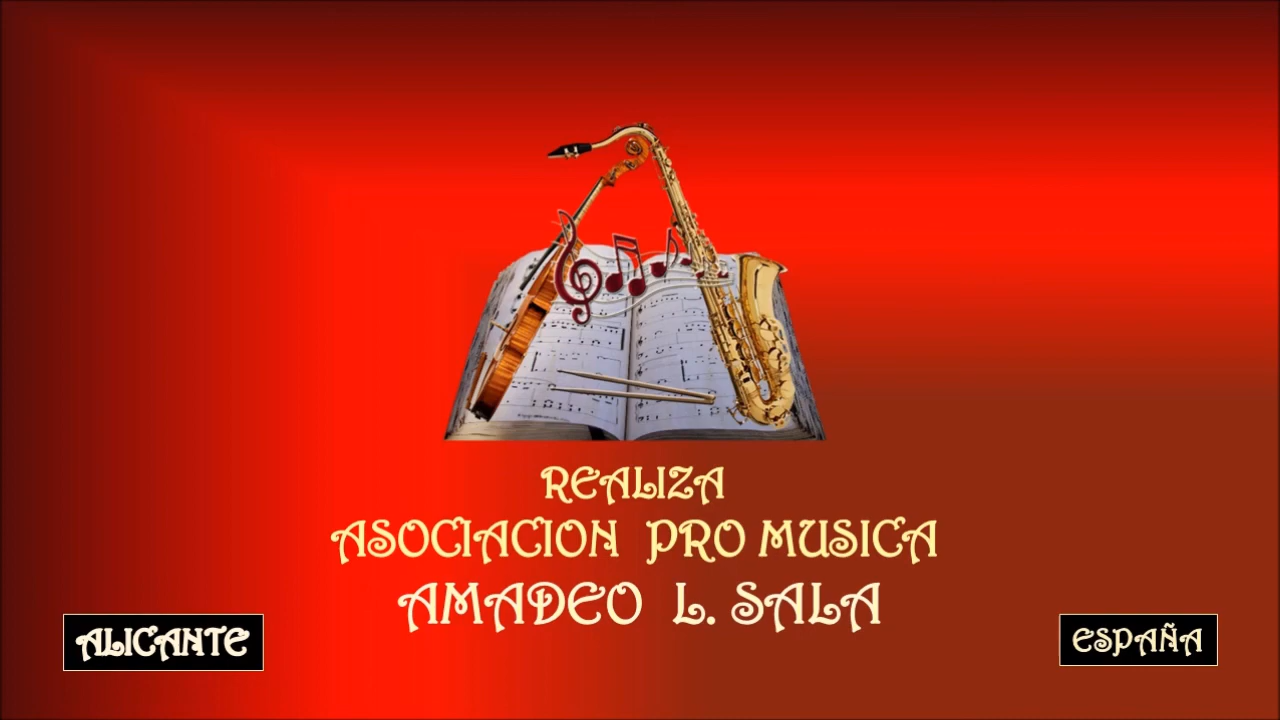 REALIZA
ASOCIACION PRO MUSICA
AMADEO L. SALA
ALICANTE
ESPAÑA